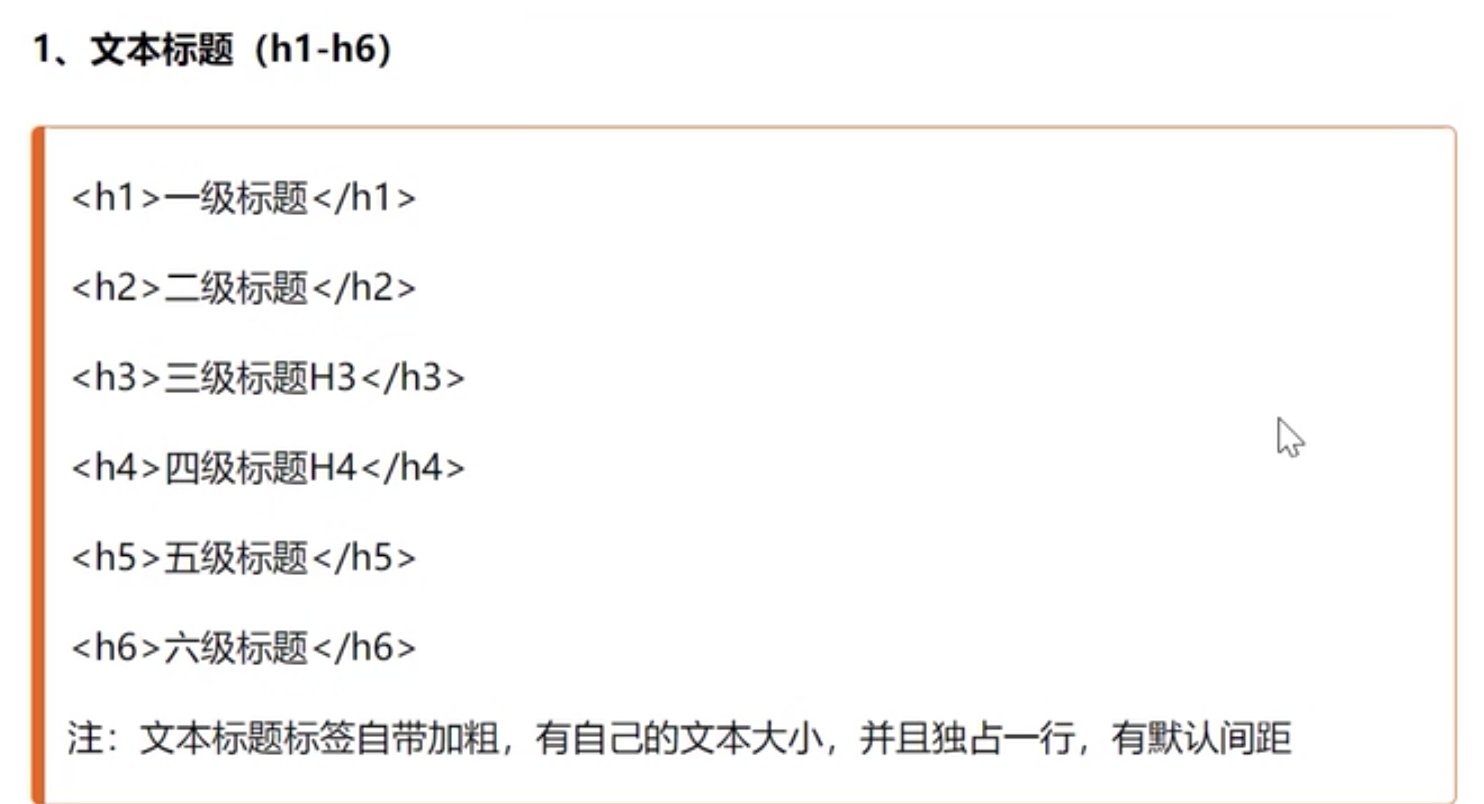 1、文本标题（h1-h6）
<h1>一级标题</h1>
<h2>二级标题</h2>
<h3>三级标题H3</h3>
<h4>四级标题H4</h4>
<h5>五级标题</h5>
<h6>六级标题</h6>
注：文本标题标签自带加粗，有自己的文本大小，并且独占一行，有默认间距